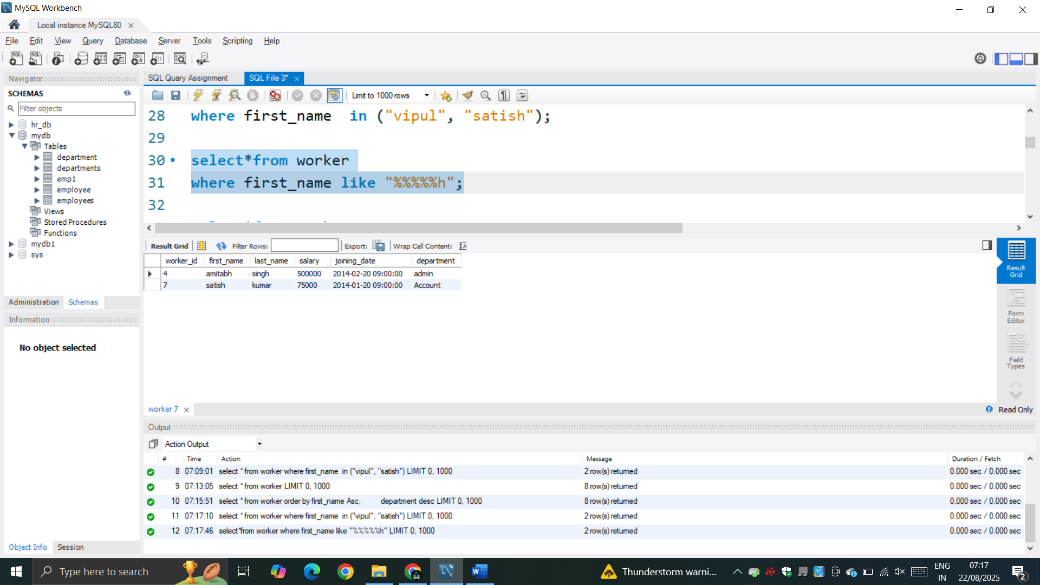 MySQL Workbench
Local instance MySQL80
File Edit View Query Database Server Tools Scripting Help
Navigator
SCHEMAS
Filter objects
hr_db
mydb
Tables
department
departments
emp1
employee
employees
Views
Stored Procedures
Functions
mydb1
sys
Administration Schemas
Information
No object selected
Object Info Session
SQL Query Assignment SQL File 3*
Limit to 1000 rows
28 where first_name in ("vipul", "satish");
29
30 select*from worker
31 where first_name like "%%%%%h";
32
Result Grid Filter Rows: Export: Wrap Cell Content:
worker_id first_name last_name salary joining_date department
4 amitabh singh 500000 2014-02-20 09:00:00 admin
7 satish kumar 75000 2014-01-20 09:00:00 Account
Result Grid
Form Editor
Field Types
worker 7
Read Only
Output
Action Output
# Time Action Message Duration / Fetch
8 07:09:01 select * from worker where first_name in ("vipul", "satish") LIMIT 0, 1000 2 row(s) returned 0.000 sec / 0.000 sec
9 07:13:05 select * from worker LIMIT 0, 1000 8 row(s) returned 0.000 sec / 0.000 sec
10 07:15:51 select * from worker order by first_name Asc, department desc LIMIT 0, 1000 8 row(s) returned 0.000 sec / 0.000 sec
11 07:17:10 select * from worker where first_name in ("vipul", "satish") LIMIT 0, 1000 2 row(s) returned 0.000 sec / 0.000 sec
12 07:17:46 select*from worker where first_name like "%%%%%h" LIMIT 0, 1000 2 row(s) returned 0.000 sec / 0.000 sec
Type here to search
Thunderstorm warni...
ENG
IN
07:17
22/08/2025
2